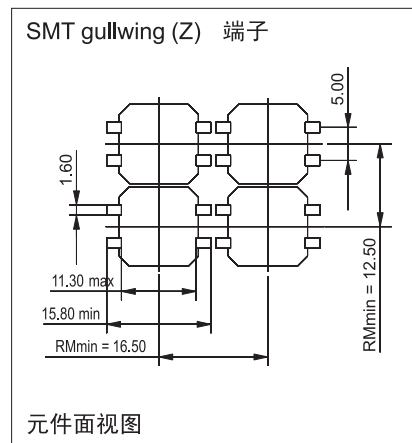 SMT gullwing (Z) 端子
5.00
1.60
11.30 max
15.80 min
RMmin = 16.50
RMmin = 12.50
元件面视图